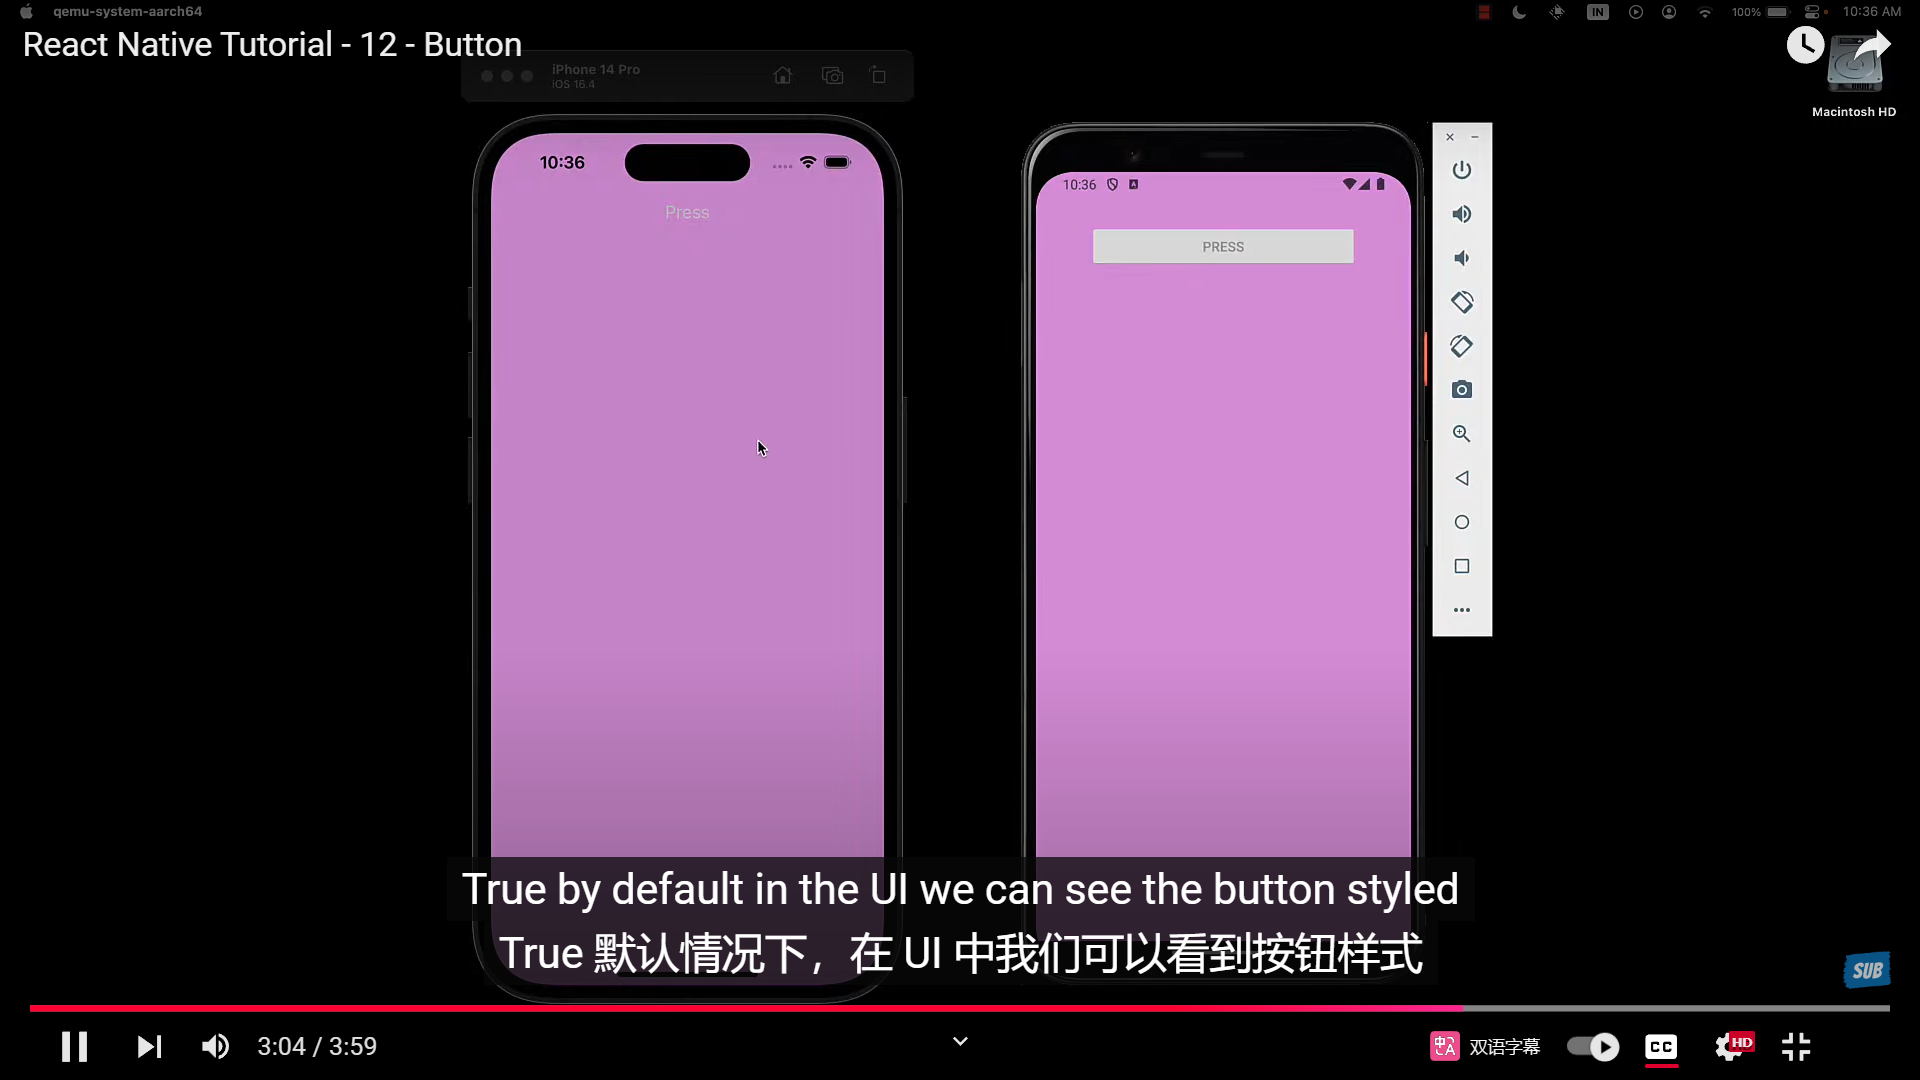 qemu-system-aarch64
IN
100%
10:36 AM
React Native Tutorial - 12 - Button
iPhone 14 Pro
iOS 16.4
Macintosh HD
10:36
Press
10:36
A
PRESS
True by default in the UI we can see the button styled
True 默认情况下，在 UI 中我们可以看到按钮样式
SUB
3:04 / 3:59
中A
双语字幕
CC
HD